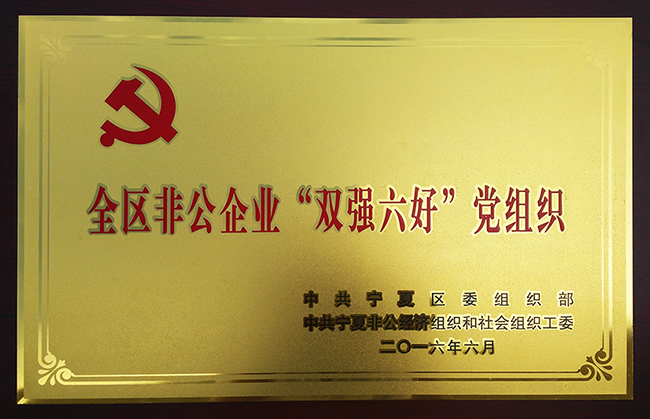 全区非公企业“双强六好”党组织
中共宁夏区委组织部
中共宁夏非公经济组织和社会组织工委
二〇一六年六月